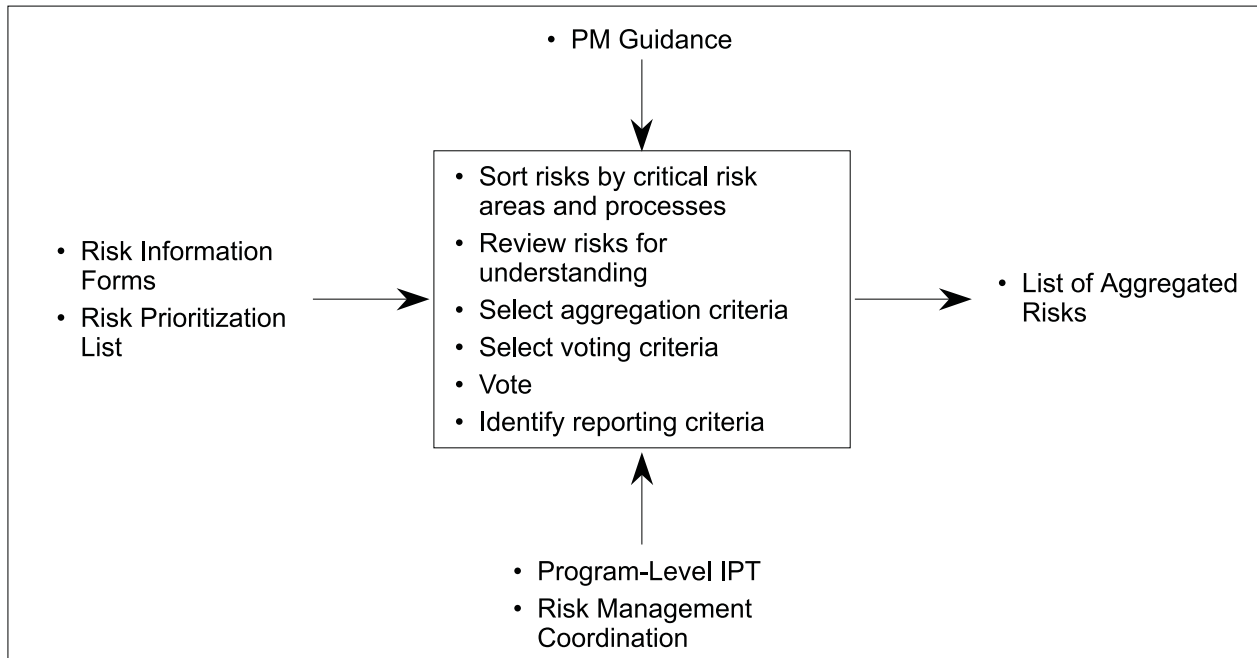 • PM Guidance
• Sort risks by critical risk
areas and processes
• Review risks for
understanding
• Select aggregation criteria
• Select voting criteria
• Vote
• Identify reporting criteria
• Risk Information
Forms
• Risk Prioritization
List
• List of Aggregated
Risks
• Program-Level IPT
• Risk Management
Coordination